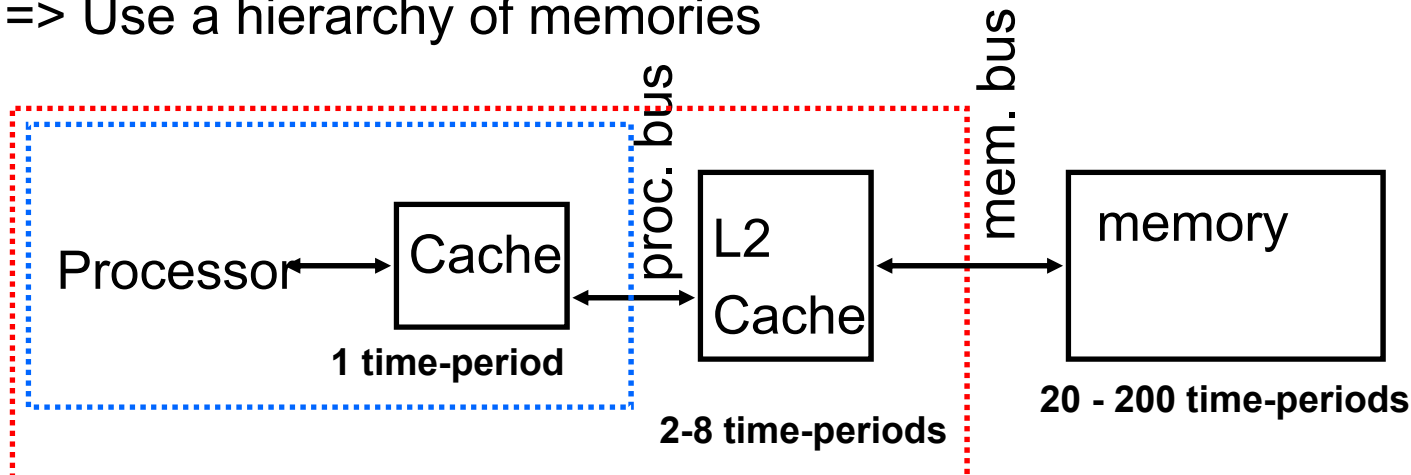 => Use a hierarchy of memories
proc. bus
mem. bus
Processor
Cache
L2
Cache
memory
1 time-period
2-8 time-periods
20 - 200 time-periods